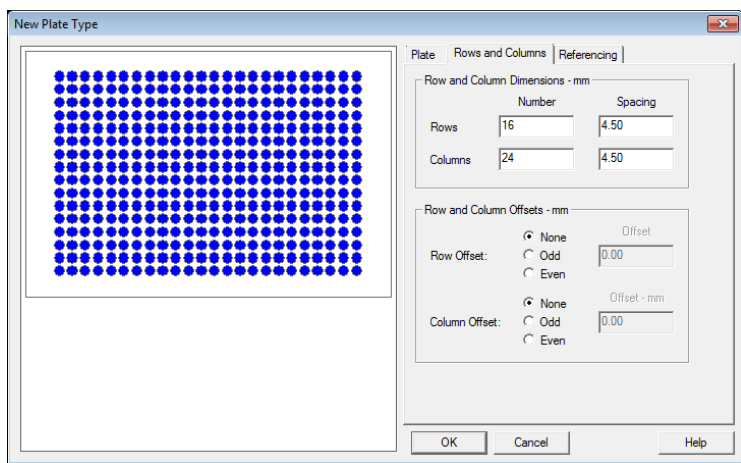 New Plate Type
Plate Rows and Columns Referencing
Row and Column Dimensions - mm
Number Spacing
Rows 16 4.50
Columns 24 4.50
Row and Column Offsets - mm
Offset
None
Row Offset: Odd 0.00
Even
None Offset - mm
Column Offset: Odd 0.00
Even
OK Cancel Help